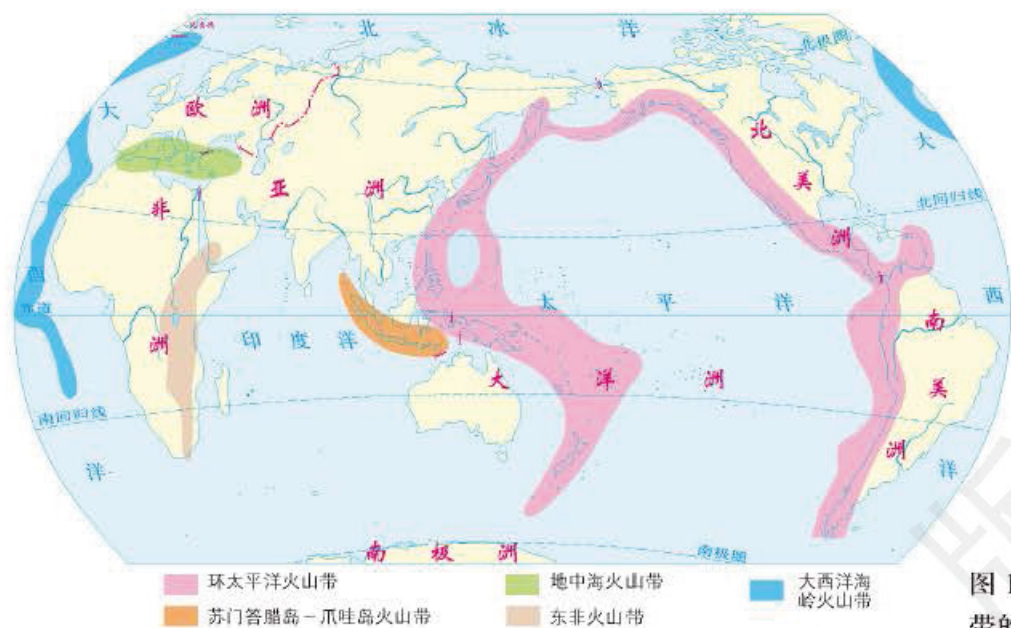 北 冰 洋
北极圈
大
欧 洲
北
大
亚 洲
美
非
北回归线
洲
西
赤道
太 平 洋
西
南
洲
印 度 洋
大 洋 洲
美
南回归线
洲
洋
洋
南极圈
南 极 洲
环太平洋火山带
地中海火山带
大西洋海
岭火山带
苏门答腊岛－爪哇岛火山带
东非火山带
图
带的